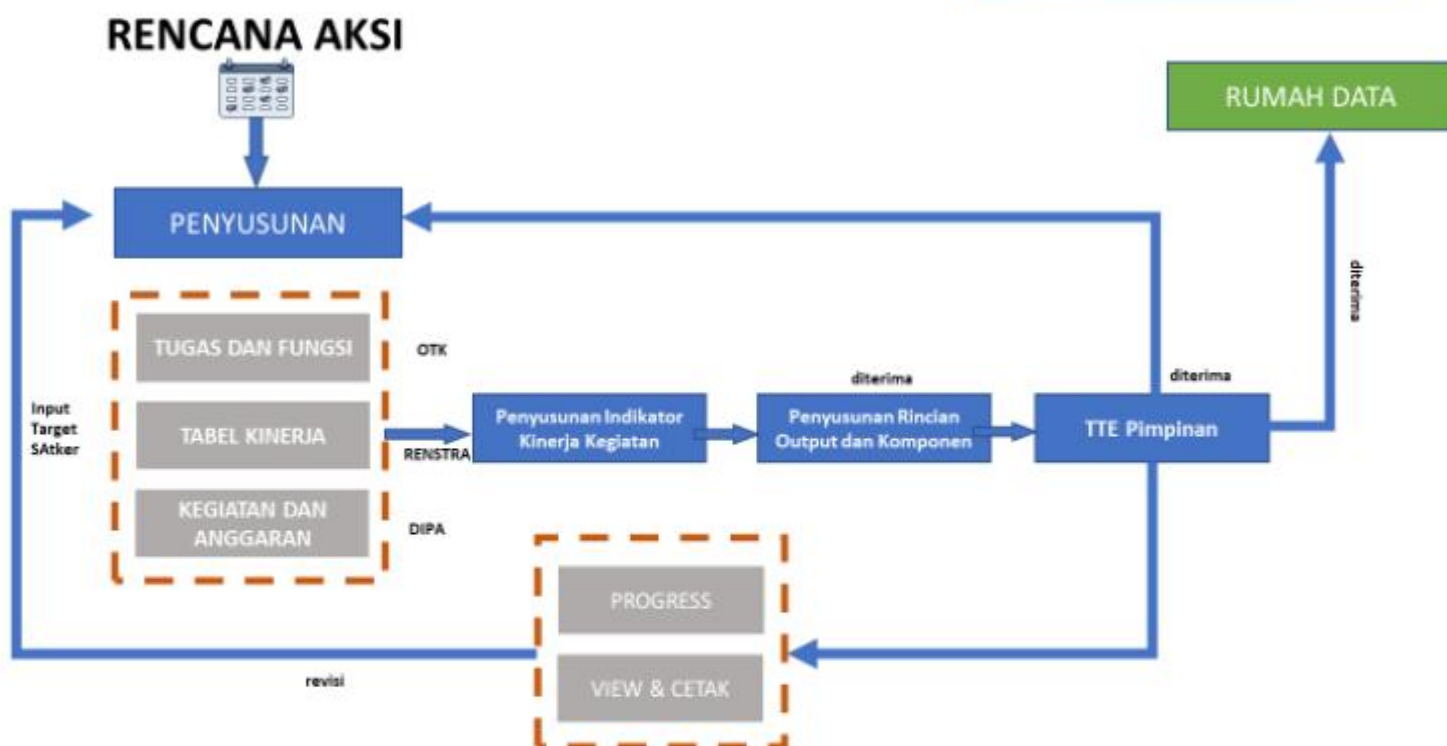 RENCANA AKSI
RUMAH DATA
PENYUSUNAN
diterima
TUGAS DAN FUNGSI
OTK
diterima
diterima
Input
Target
SAtker
TABEL KINERJA
RENSTRA
Penyusunan Indikator
Kinerja Kegiatan
Penyusunan Rincian
Output dan Komponen
TTE Pimpinan
KEGIATAN DAN
ANGGARAN
DIPA
PROGRESS
VIEW & CETAK
revisi